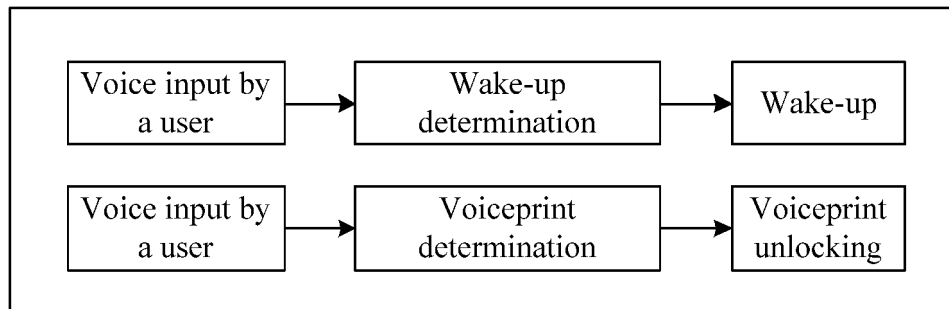 Voice input by
a user
Wake-up
determination
Wake-up
Voice input by
a user
Voiceprint
determination
Voiceprint
unlocking